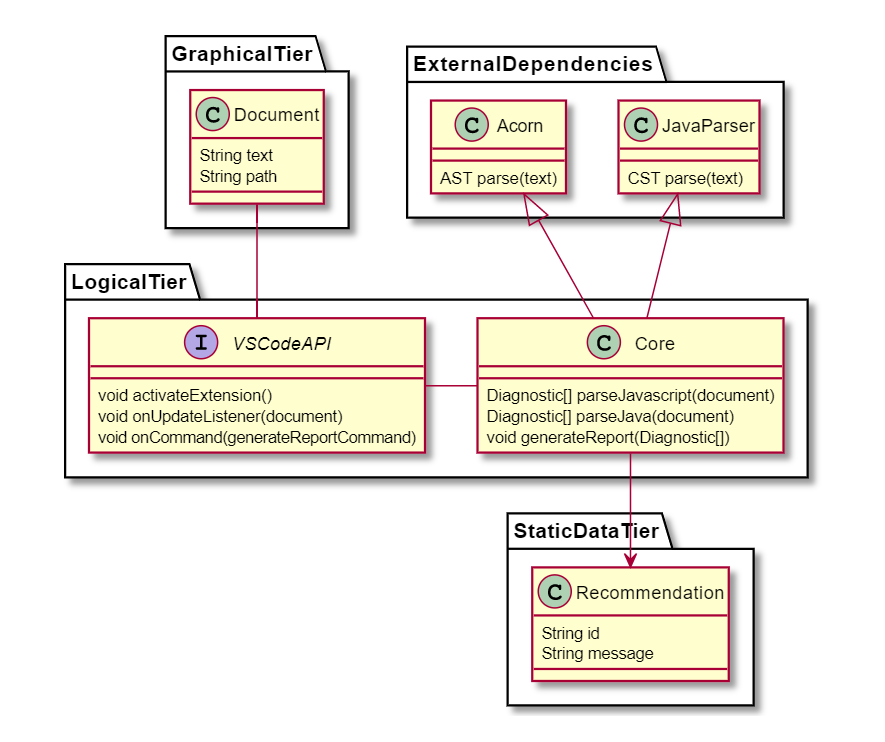 GraphicalTier
C Document
String text
String path
ExternalDependencies
C Acorn
AST parse(text)
C JavaParser
CST parse(text)
LogicalTier
I VSCodeAPI
void activateExtension()
void onUpdateListener(document)
void onCommand(generateReportCommand)
C Core
Diagnostic[] parseJavascript(document)
Diagnostic[] parseJava(document)
void generateReport(Diagnostic[])
StaticDataTier
C Recommendation
String id
String message